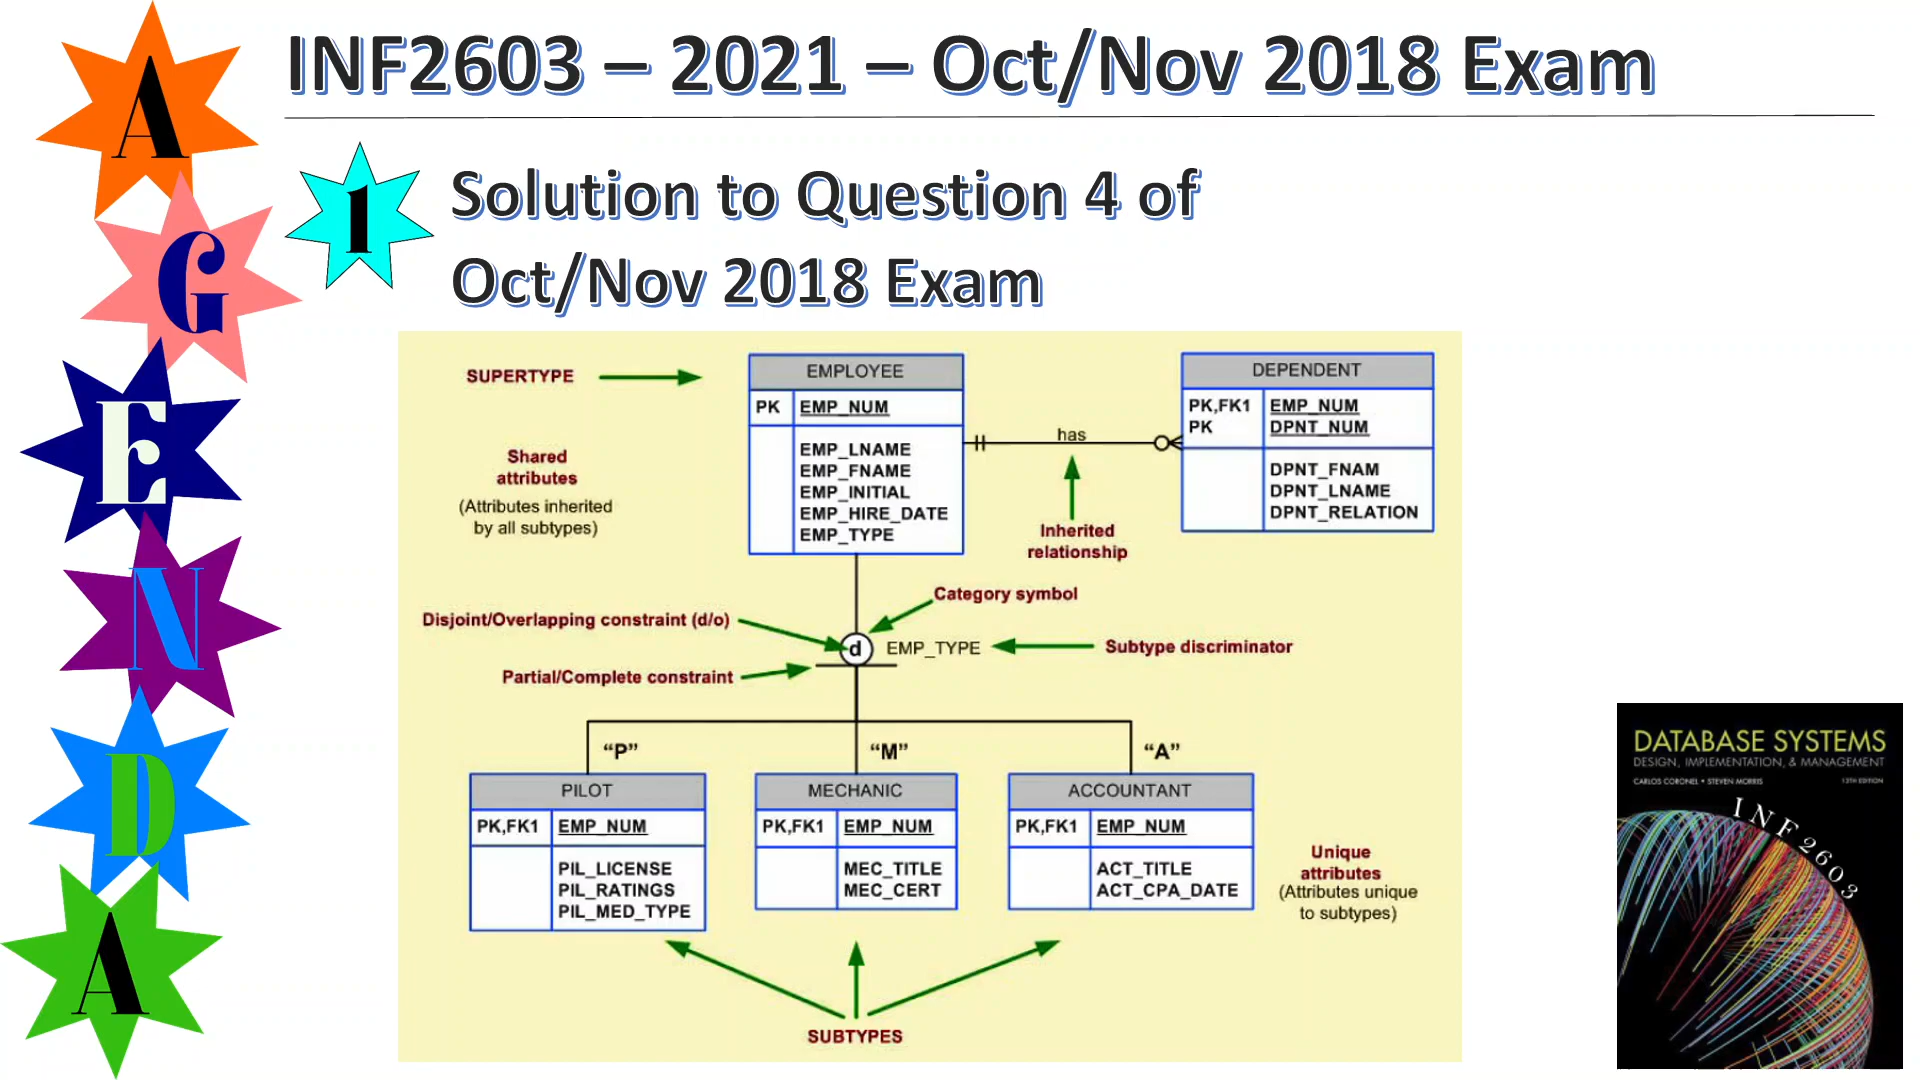 INF2603 – 2021 – Oct/Nov 2018 Exam
A
G
E
N
D
A
1
Solution to Question 4 of
Oct/Nov 2018 Exam
SUPERTYPE
EMPLOYEE
PK EMP_NUM
EMP_LNAME
EMP_FNAME
EMP_INITIAL
EMP_HIRE_DATE
EMP_TYPE
DEPENDENT
PK,FK1 EMP_NUM
PK DPNT_NUM
DPNT_FNAM
DPNT_LNAME
DPNT_RELATION
has
Shared
attributes
(Attributes inherited
by all subtypes)
Inherited
relationship
Category symbol
Disjoint/Overlapping constraint (d/o)
d
EMP_TYPE
Subtype discriminator
Partial/Complete constraint
“P”
“M”
“A”
PILOT
PK,FK1 EMP_NUM
PIL_LICENSE
PIL_RATINGS
PIL_MED_TYPE
MECHANIC
PK,FK1 EMP_NUM
MEC_TITLE
MEC_CERT
ACCOUNTANT
PK,FK1 EMP_NUM
ACT_TITLE
ACT_CPA_DATE
Unique
attributes
(Attributes unique
to subtypes)
SUBTYPES
DATABASE SYSTEMS
DESIGN, IMPLEMENTATION, & MANAGEMENT
CARLOS CORONEL • STEVEN MORRIS 13TH EDITION
INF2603